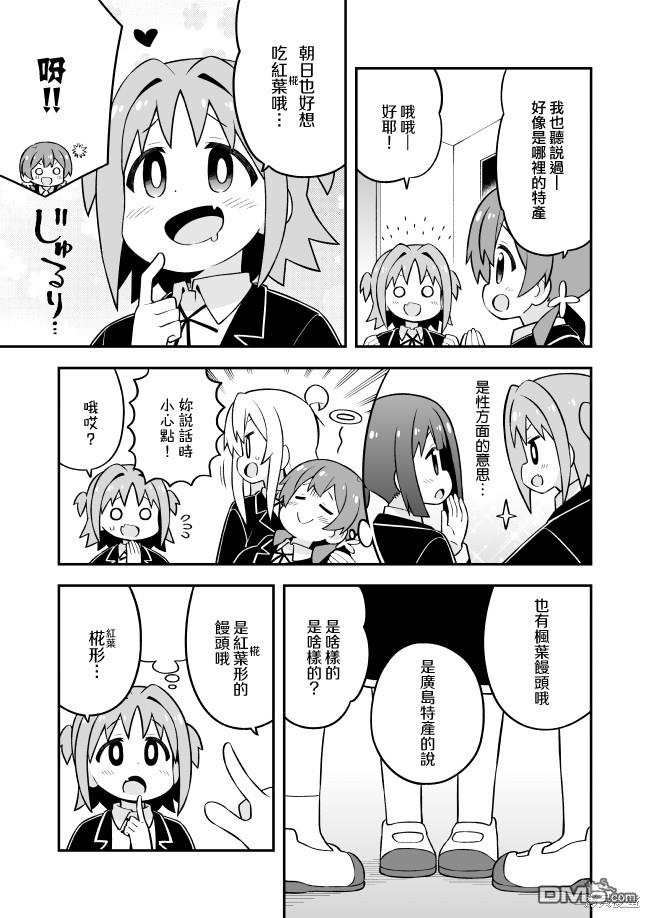 我也聽說過—
好像是哪裡的特產
哦哦—
好耶！
朝日也好想
吃紅葉哦…
椛
呀!!
じゅるり…
是性方面的意思…
妳說話時
小心點！
哦哎？
也有楓葉饅頭哦
是廣島特產的說
是啥樣的
是啥樣的？
是紅葉形的
椛
饅頭哦
椛形…
紅葉